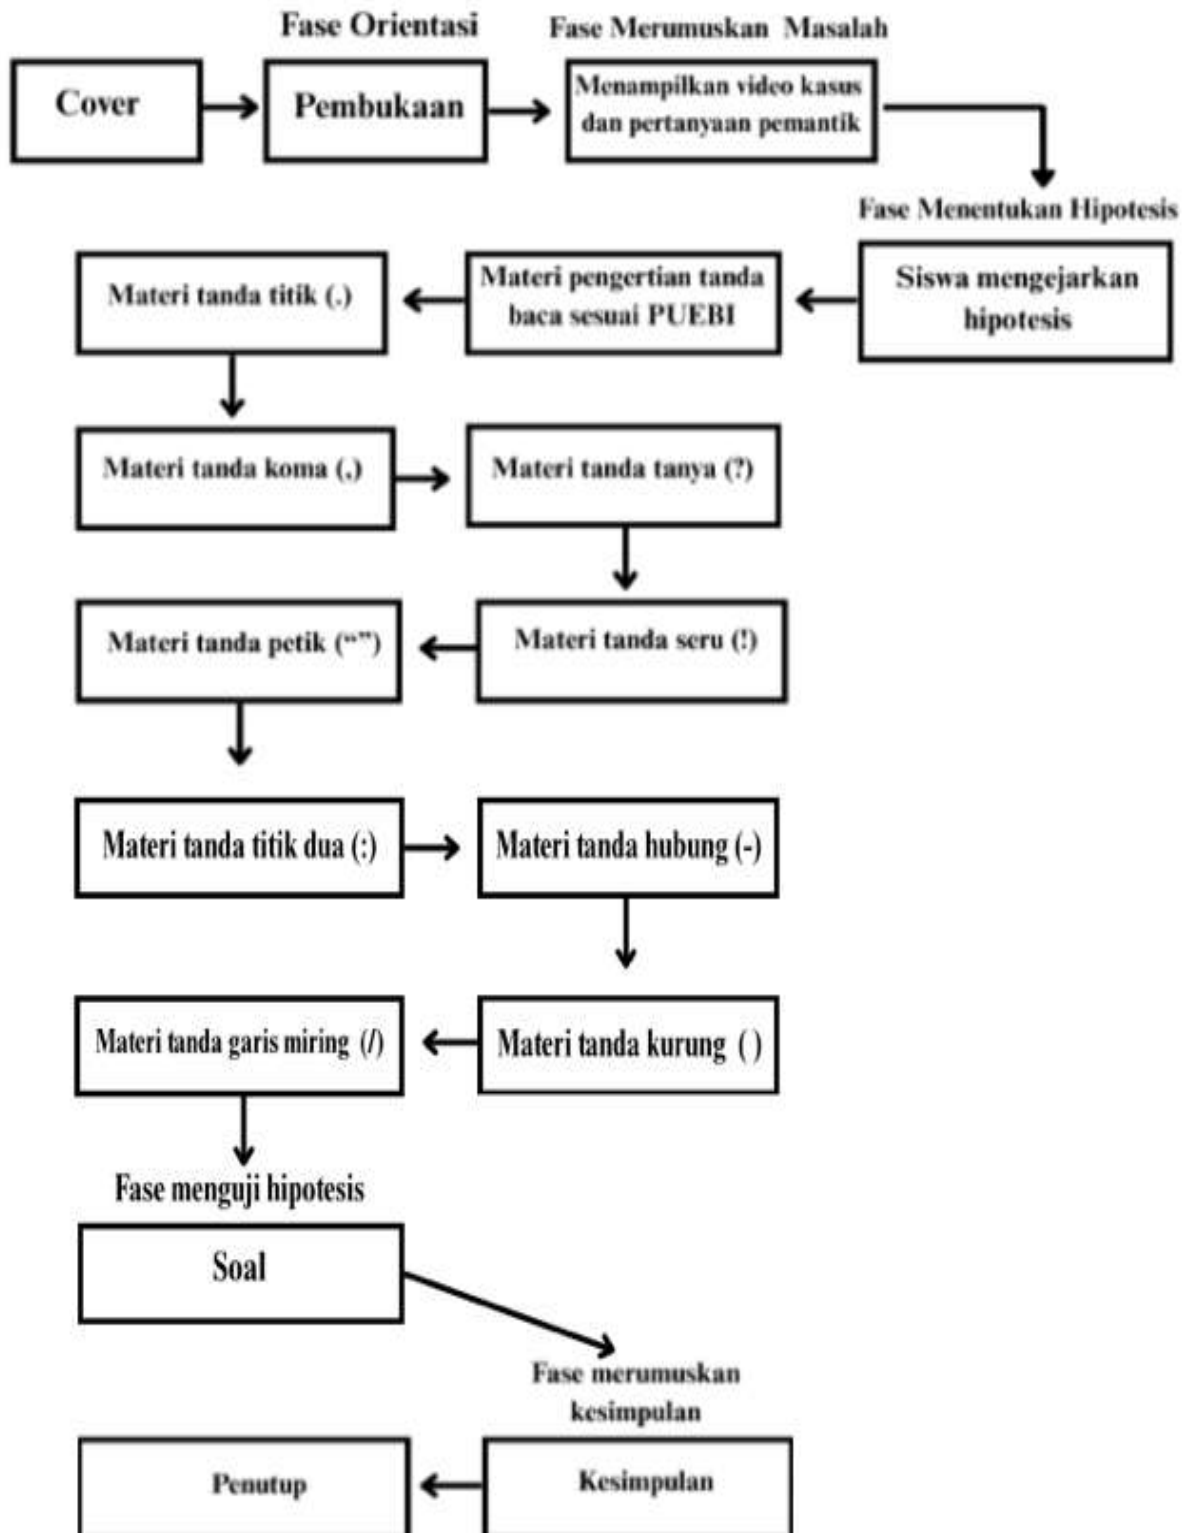 Fase Orientasi
Fase Merumuskan Masalah
Cover
Pembukaan
Menampilkan video kasus
dan pertanyaan pemantik
Fase Menentukan Hipotesis
Siswa mengejarkan
hipotesis
Materi pengertian tanda
baca sesuai PUEBI
Materi tanda titik (.)
Materi tanda koma (,)
Materi tanda tanya (?)
Materi tanda seru (!)
Materi tanda petik (“”)
Materi tanda titik dua (:)
Materi tanda hubung (-)
Materi tanda kurung ( )
Materi tanda garis miring (/)
Fase menguji hipotesis
Soal
Fase merumuskan
kesimpulan
Kesimpulan
Penutup